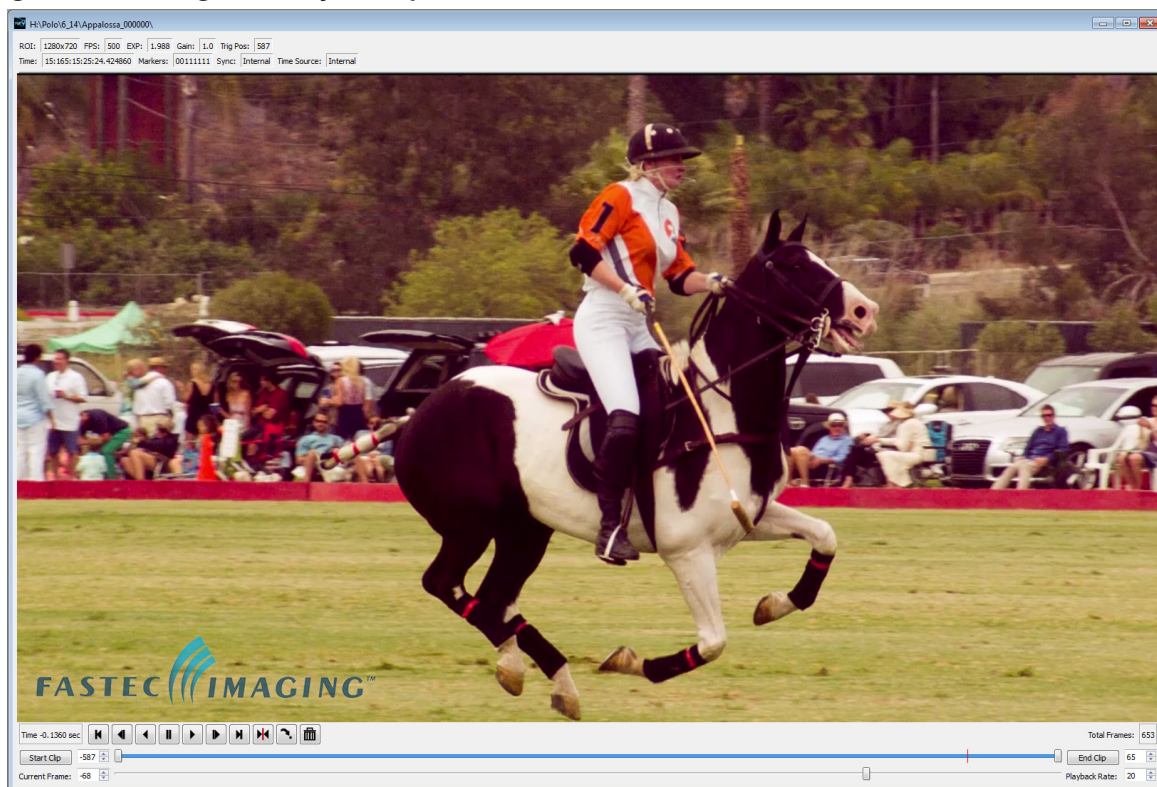 H:\Polo\6_14\Appalossa_000000\
ROI: 1280x720 FPS: 500 EXP: 1.988 Gain: 1.0 Trig Pos: 587
Time: 15:165:15:25:24.424860 Markers: 00111111 Sync: Internal Time Source: Internal
1
FASTEC IMAGING™
Time -0.1360 sec Total Frames: 653
Start Clip -587 End Clip 65
Current Frame: -68 Playback Rate: 20